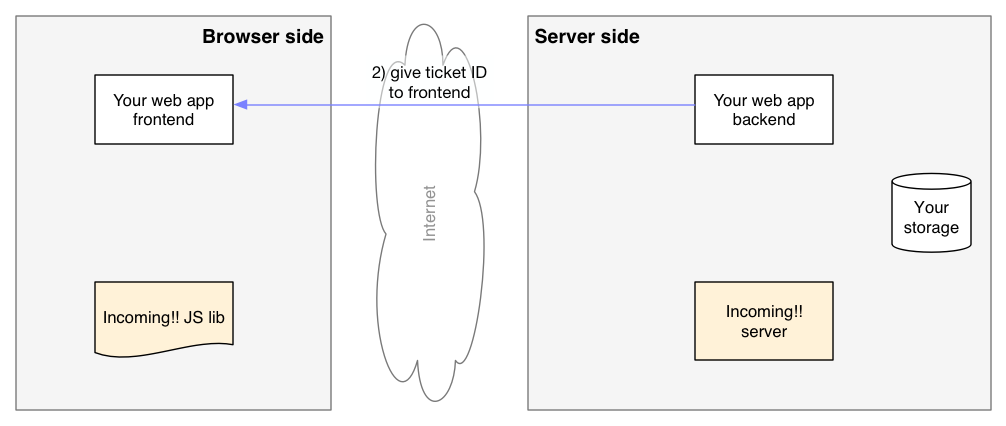 Browser side
Server side
2) give ticket ID
to frontend
Your web app
frontend
Your web app
backend
Internet
Your
storage
Incoming!! JS lib
Incoming!!
server